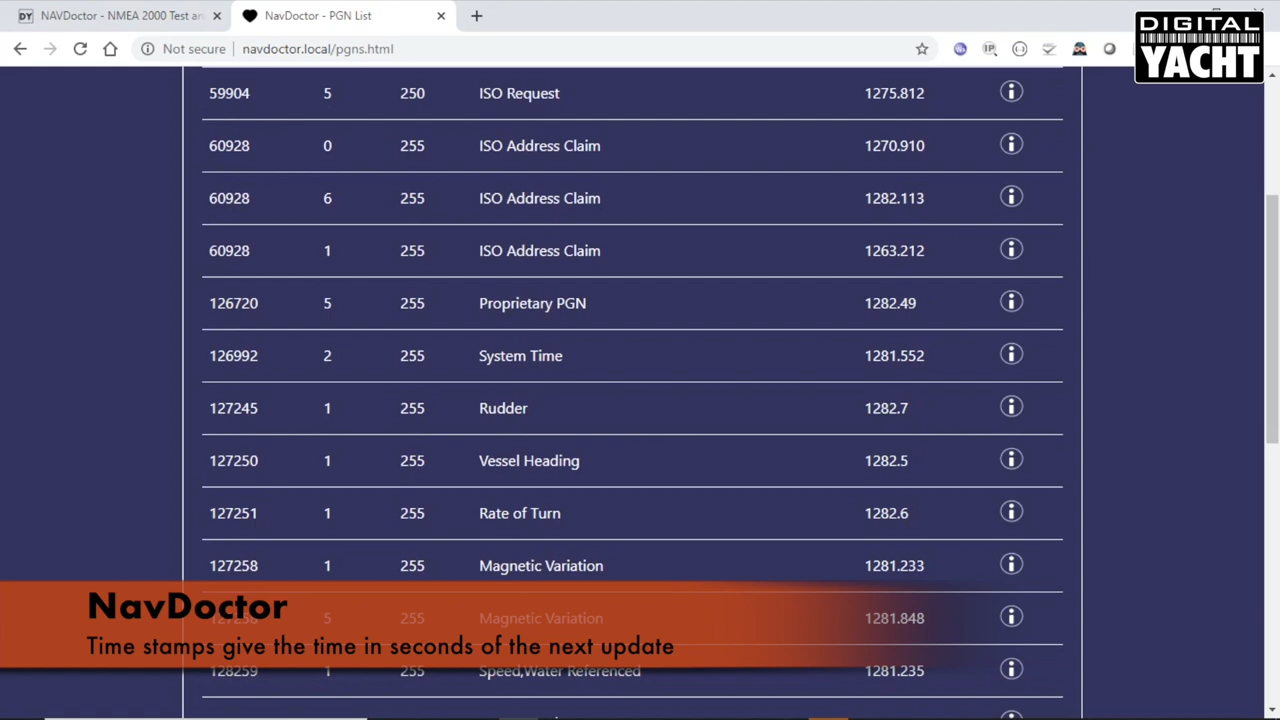 NAVDoctor - NMEA 2000 Test an
NavDoctor - PGN List
Not secure navdoctor.local/pgns.html
DIGITAL
YACHT
59904 5 250 ISO Request 1275.812
60928 0 255 ISO Address Claim 1270.910
60928 6 255 ISO Address Claim 1282.113
60928 1 255 ISO Address Claim 1263.212
126720 5 255 Proprietary PGN 1282.49
126992 2 255 System Time 1281.552
127245 1 255 Rudder 1282.7
127250 1 255 Vessel Heading 1282.5
127251 1 255 Rate of Turn 1282.6
127258 1 255 Magnetic Variation 1281.233
127258 5 255 Magnetic Variation 1281.848
NavDoctor
Time stamps give the time in seconds of the next update
128259 1 255 Speed,Water Referenced 1281.235